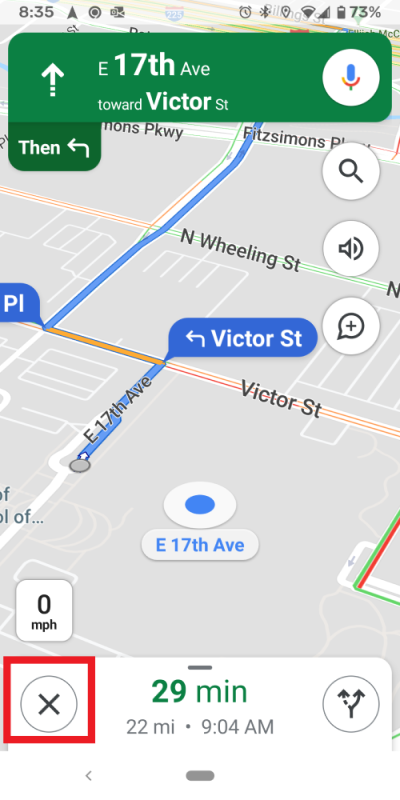 8:35
73%
E 17th Ave
toward Victor St
Then
Fitzsimons
N Wheeling St
Pl
Victor St
Victor St
E 17th Ave
E 17th Ave
0
mph
29 min
22 mi • 9:04 AM